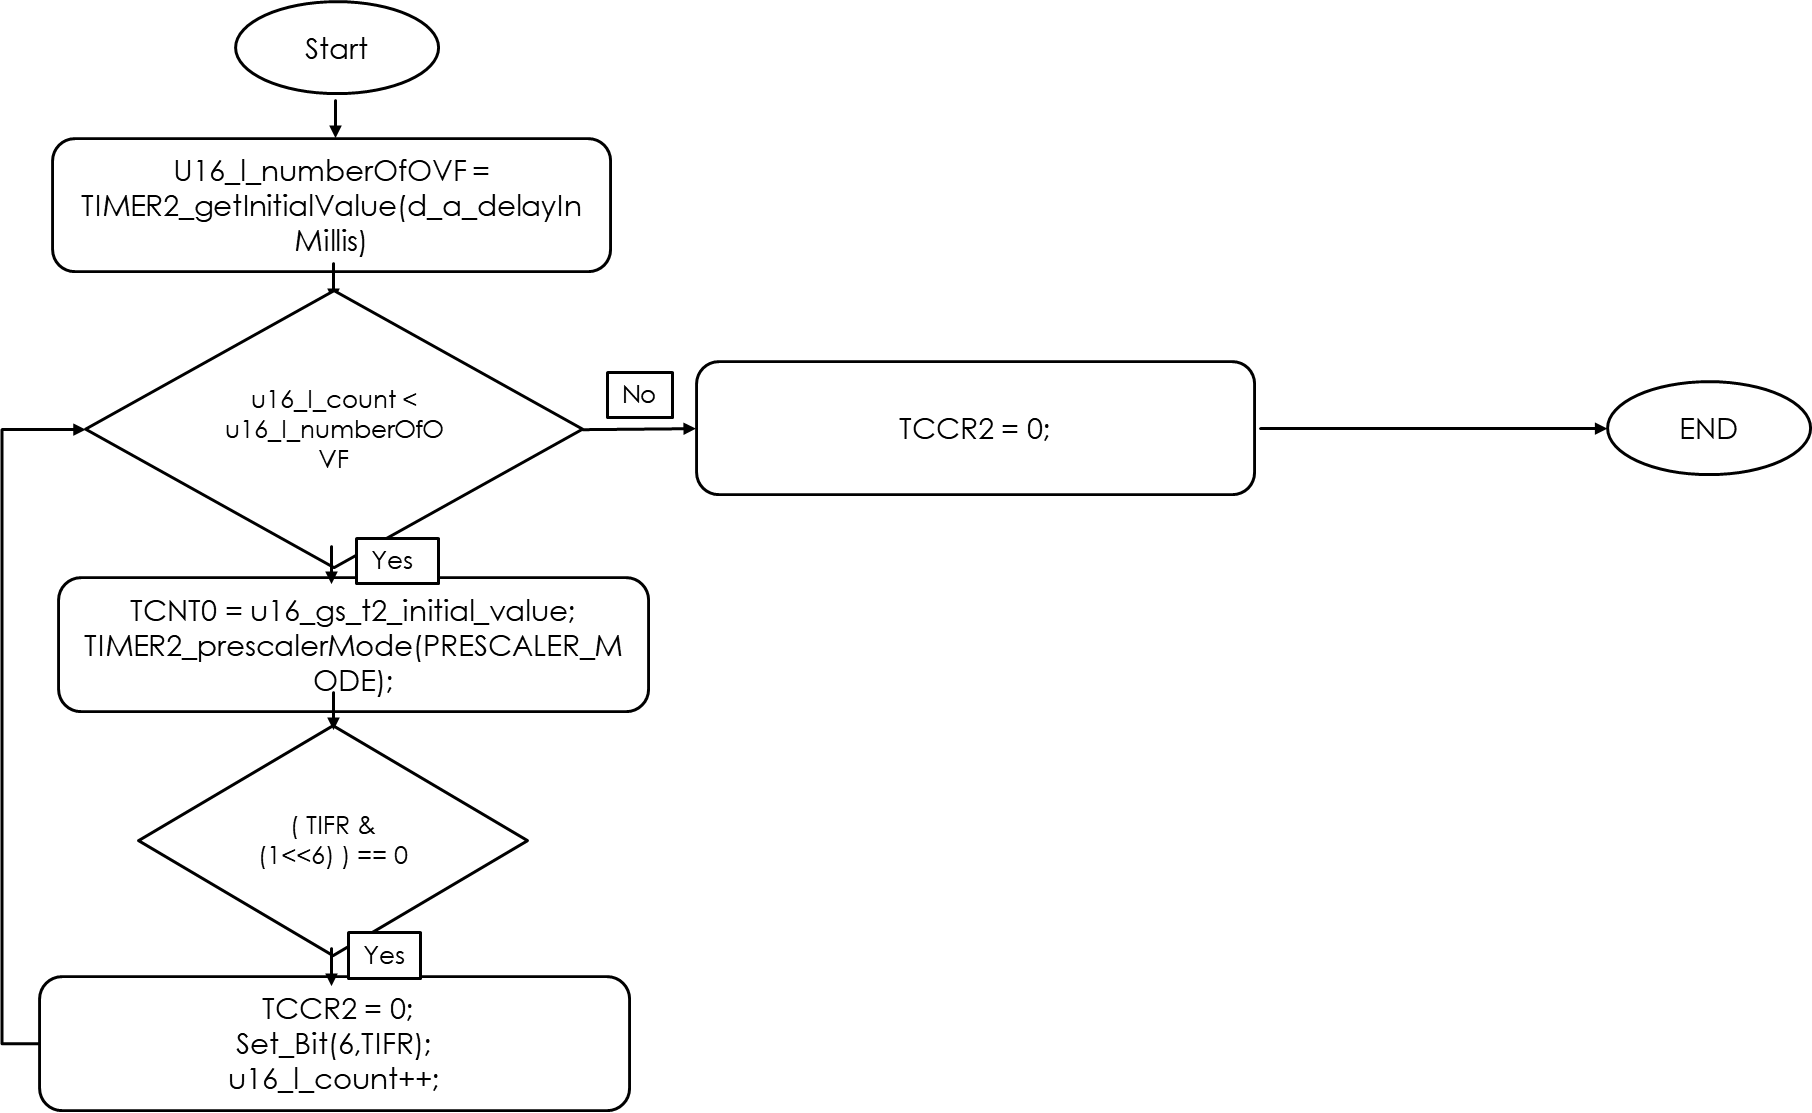 Start
U16_l_numberOfOVF =
TIMER2_getInitialValue(d_a_delayIn
Millis)
u16_l_count <
u16_l_numberOfO
VF
No
TCCR2 = 0;
END
Yes
TCNT0 = u16_gs_t2_initial_value;
TIMER2_prescalerMode(PRESCALER_M
ODE);
( TIFR &
(1<<6) ) == 0
Yes
TCCR2 = 0;
Set_Bit(6,TIFR);
u16_l_count++;